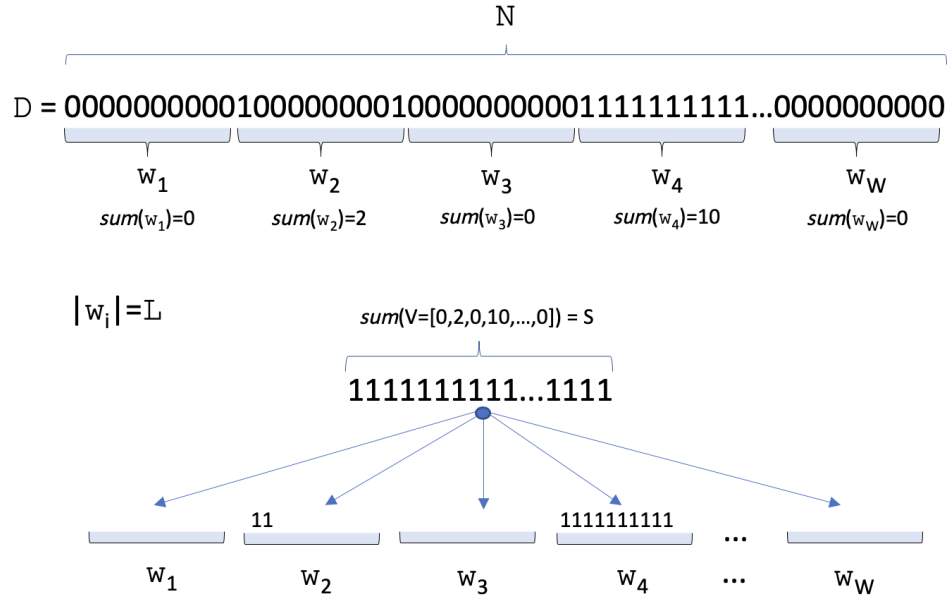 N
D = 0000000000100000000100000000001111111111...0000000000
w1 w2 w3 w4 wW
sum(w1)=0 sum(w2)=2 sum(w3)=0 sum(w4)=10 sum(wW)=0
|wi|=L
sum(V=[0,2,0,10,...,0]) = S
1111111111...1111
11 1111111111
...
w1 w2 w3 w4 ... wW